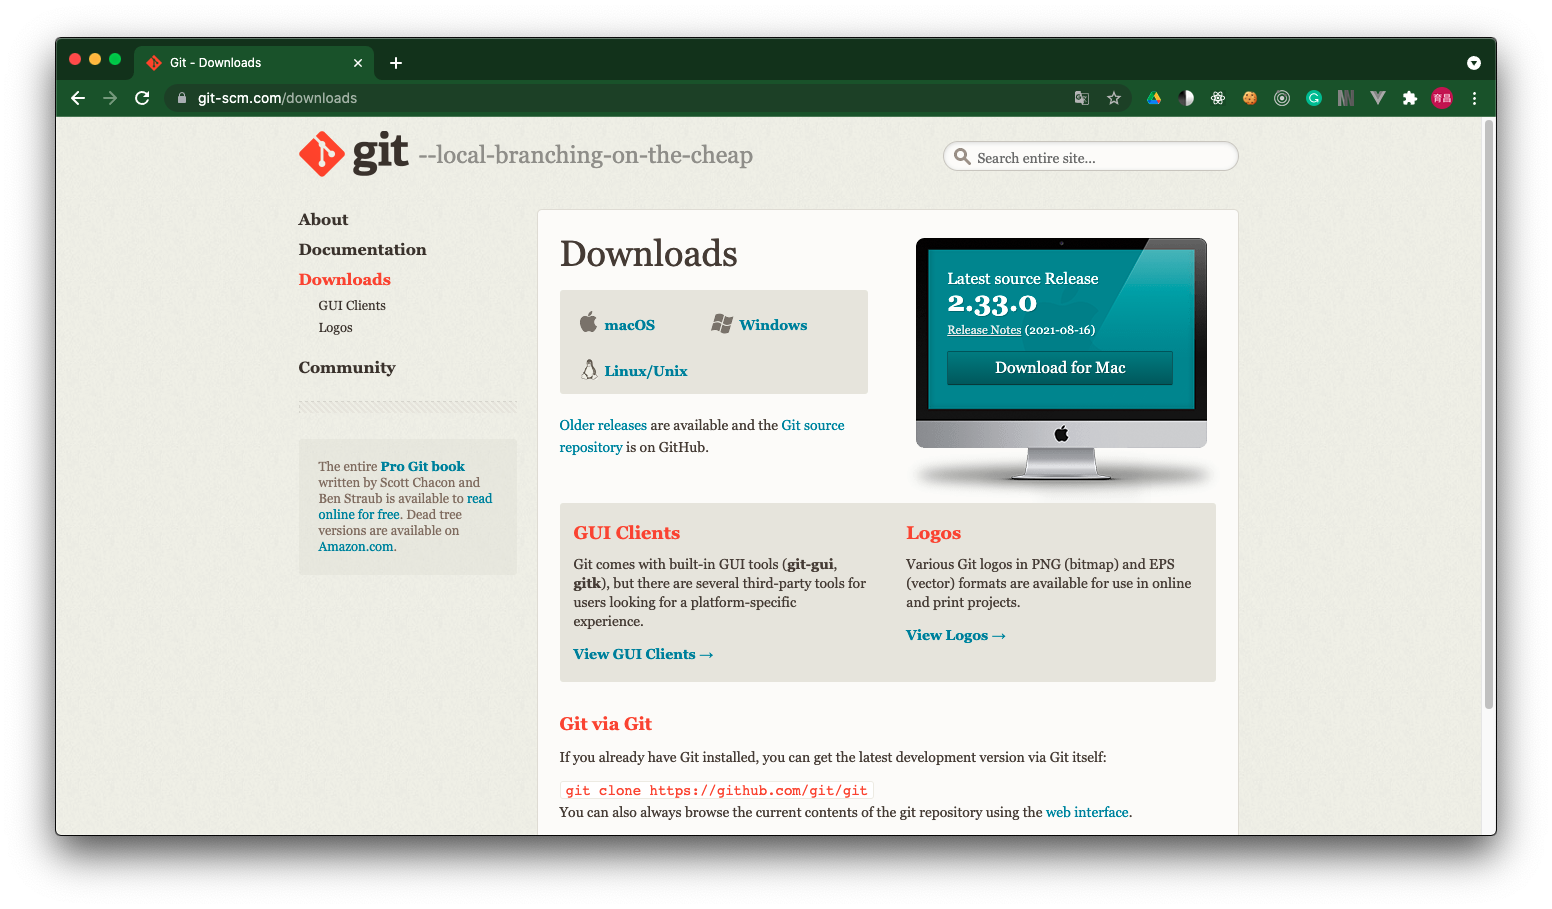 Git - Downloads
git-scm.com/downloads
育昌
git --local-branching-on-the-cheap
Search entire site...
About
Documentation
Downloads
GUI Clients
Logos
Community
The entire Pro Git book
written by Scott Chacon and
Ben Straub is available to read
online for free. Dead tree
versions are available on
Amazon.com.
Downloads
macOS
Windows
Linux/Unix
Older releases are available and the Git source
repository is on GitHub.
Latest source Release
2.33.0
Release Notes (2021-08-16)
Download for Mac
GUI Clients
Git comes with built-in GUI tools (git-gui,
gitk), but there are several third-party tools for
users looking for a platform-specific
experience.
View GUI Clients →
Logos
Various Git logos in PNG (bitmap) and EPS
(vector) formats are available for use in online
and print projects.
View Logos →
Git via Git
If you already have Git installed, you can get the latest development version via Git itself:
git clone https://github.com/git/git
You can also always browse the current contents of the git repository using the web interface.